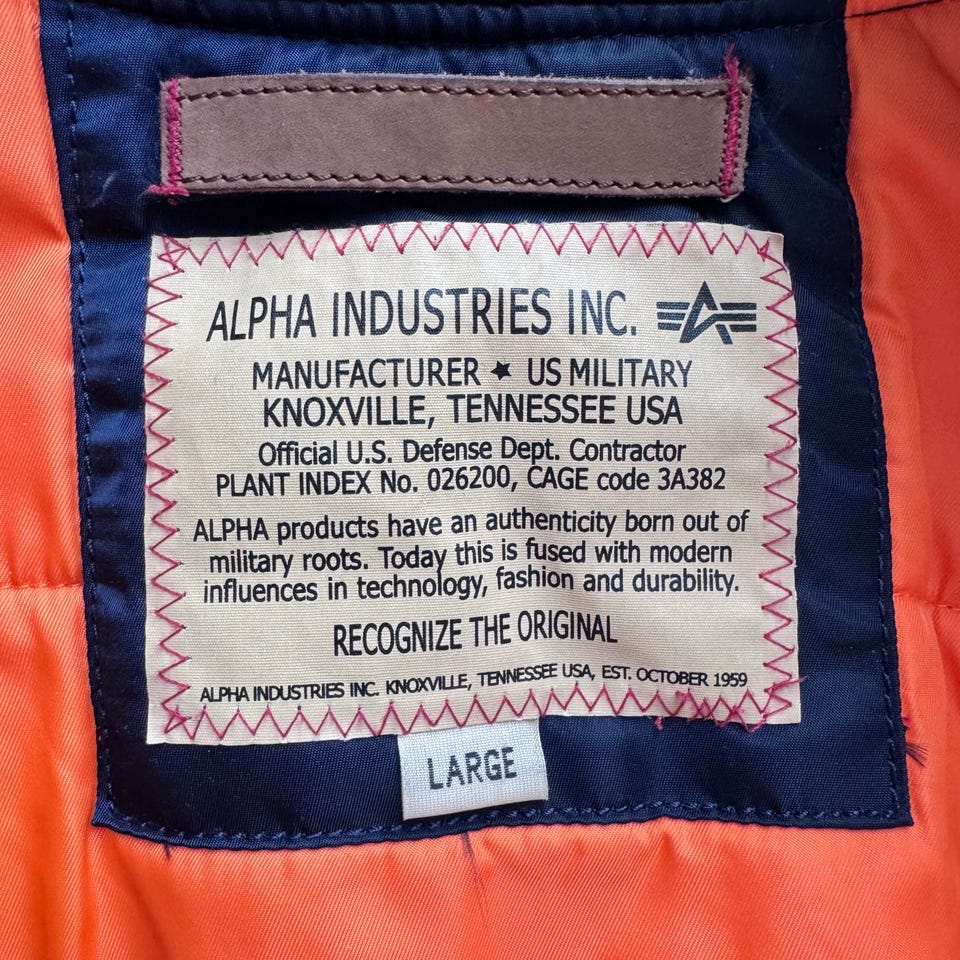 ALPHA INDUSTRIES INC.
MANUFACTURER ★ US MILITARY
KNOXVILLE, TENNESSEE USA
Official U.S. Defense Dept. Contractor
PLANT INDEX No. 026200, CAGE code 3A382
ALPHA products have an authenticity born out of
military roots. Today this is fused with modern
influences in technology, fashion and durability.
RECOGNIZE THE ORIGINAL
ALPHA INDUSTRIES INC. KNOXVILLE, TENNESSEE USA, EST. OCTOBER 1959
LARGE